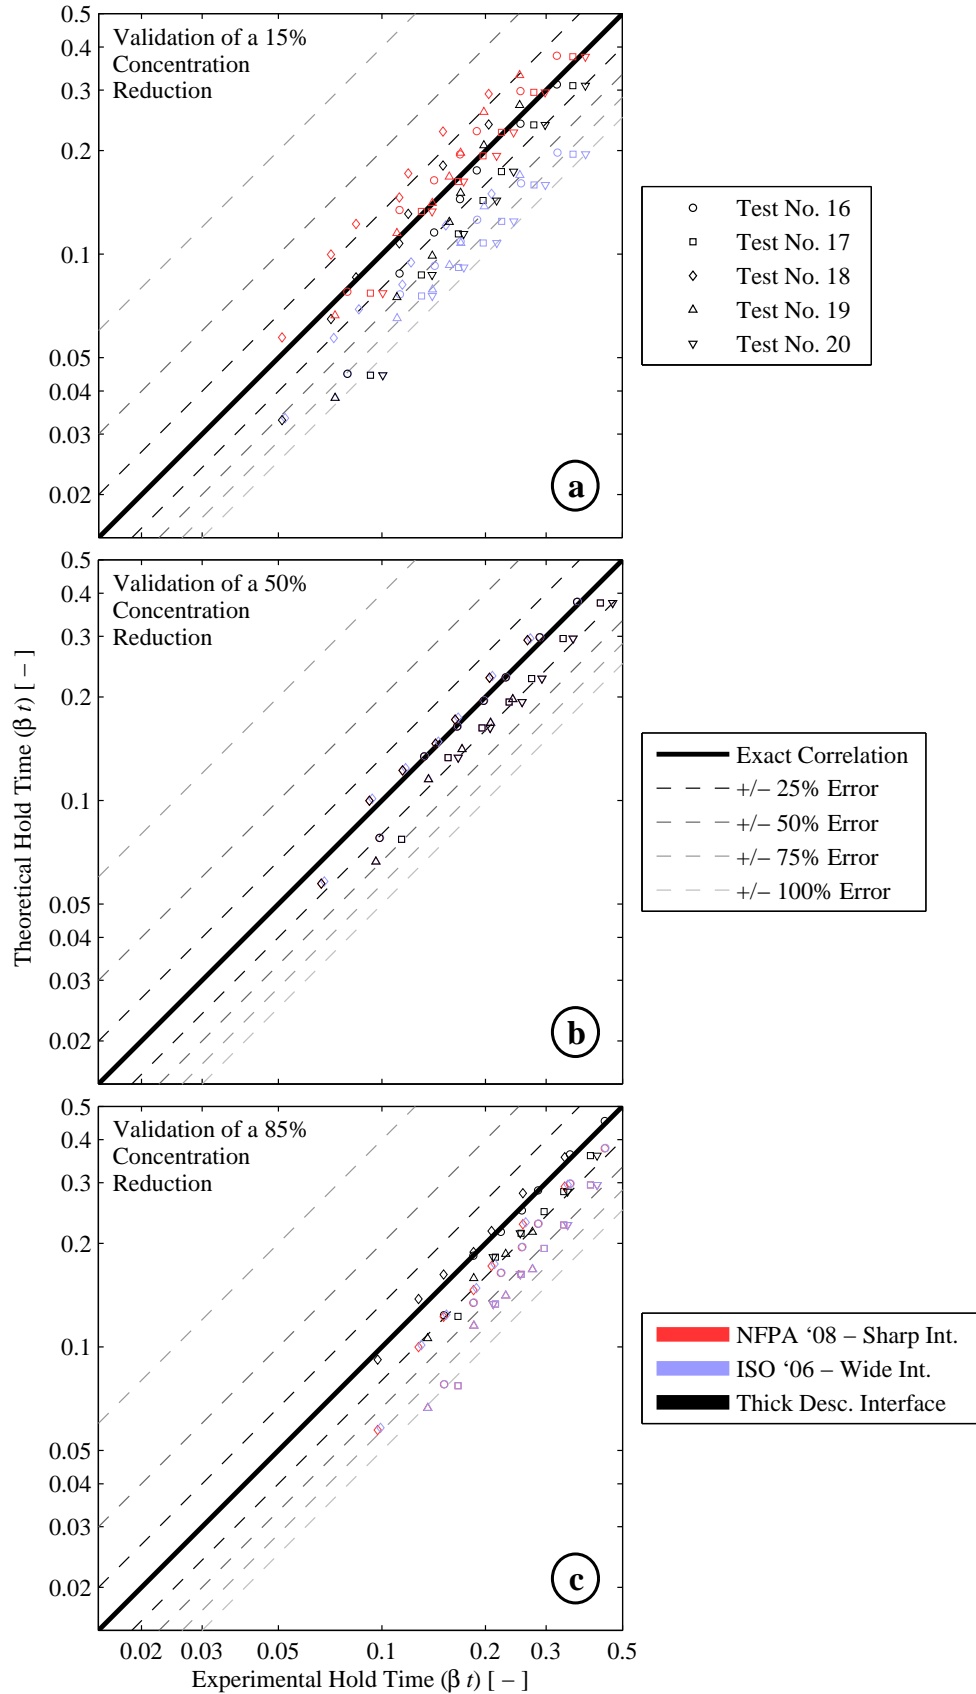 0.5
0.4
0.3
0.2
0.1
0.05
0.04
0.03
0.02
Validation of a 15%
Concentration
Reduction
a
Test No. 16
Test No. 17
Test No. 18
Test No. 19
Test No. 20
Theoretical Hold Time (β t) [ – ]
0.5
0.4
0.3
0.2
0.1
0.05
0.04
0.03
0.02
Validation of a 50%
Concentration
Reduction
b
Exact Correlation
+/– 25% Error
+/– 50% Error
+/– 75% Error
+/– 100% Error
0.5
0.4
0.3
0.2
0.1
0.05
0.04
0.03
0.02
Validation of a 85%
Concentration
Reduction
c
NFPA ‘08 – Sharp Int.
ISO ‘06 – Wide Int.
Thick Desc. Interface
0.02 0.03 0.05 0.1 0.2 0.3 0.5
Experimental Hold Time (β t) [ – ]